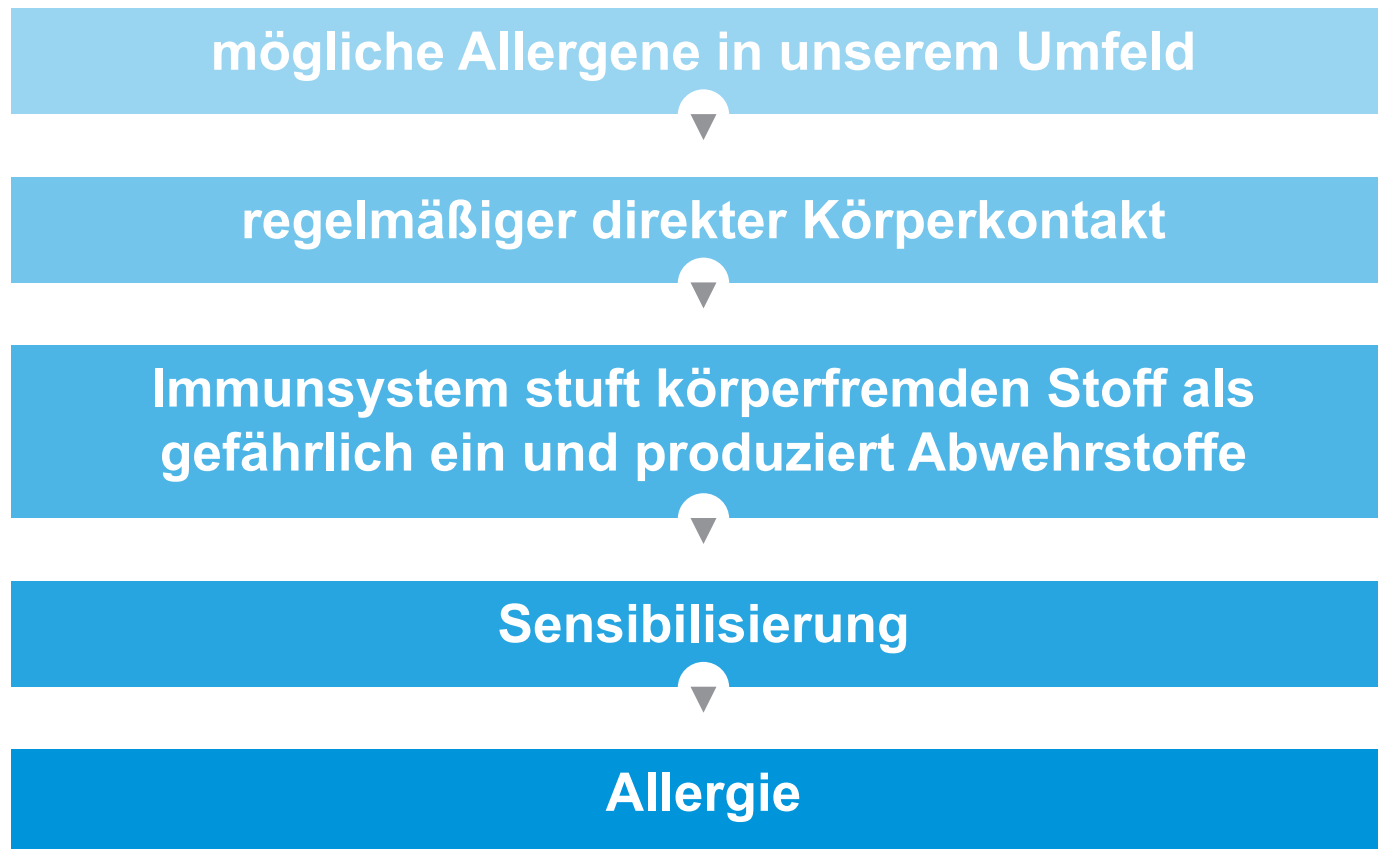 mögliche Allergene in unserem Umfeld
regelmäßiger direkter Körperkontakt
Immunsystem stuft körperfremden Stoff als
gefährlich ein und produziert Abwehrstoffe
Sensibilisierung
Allergie